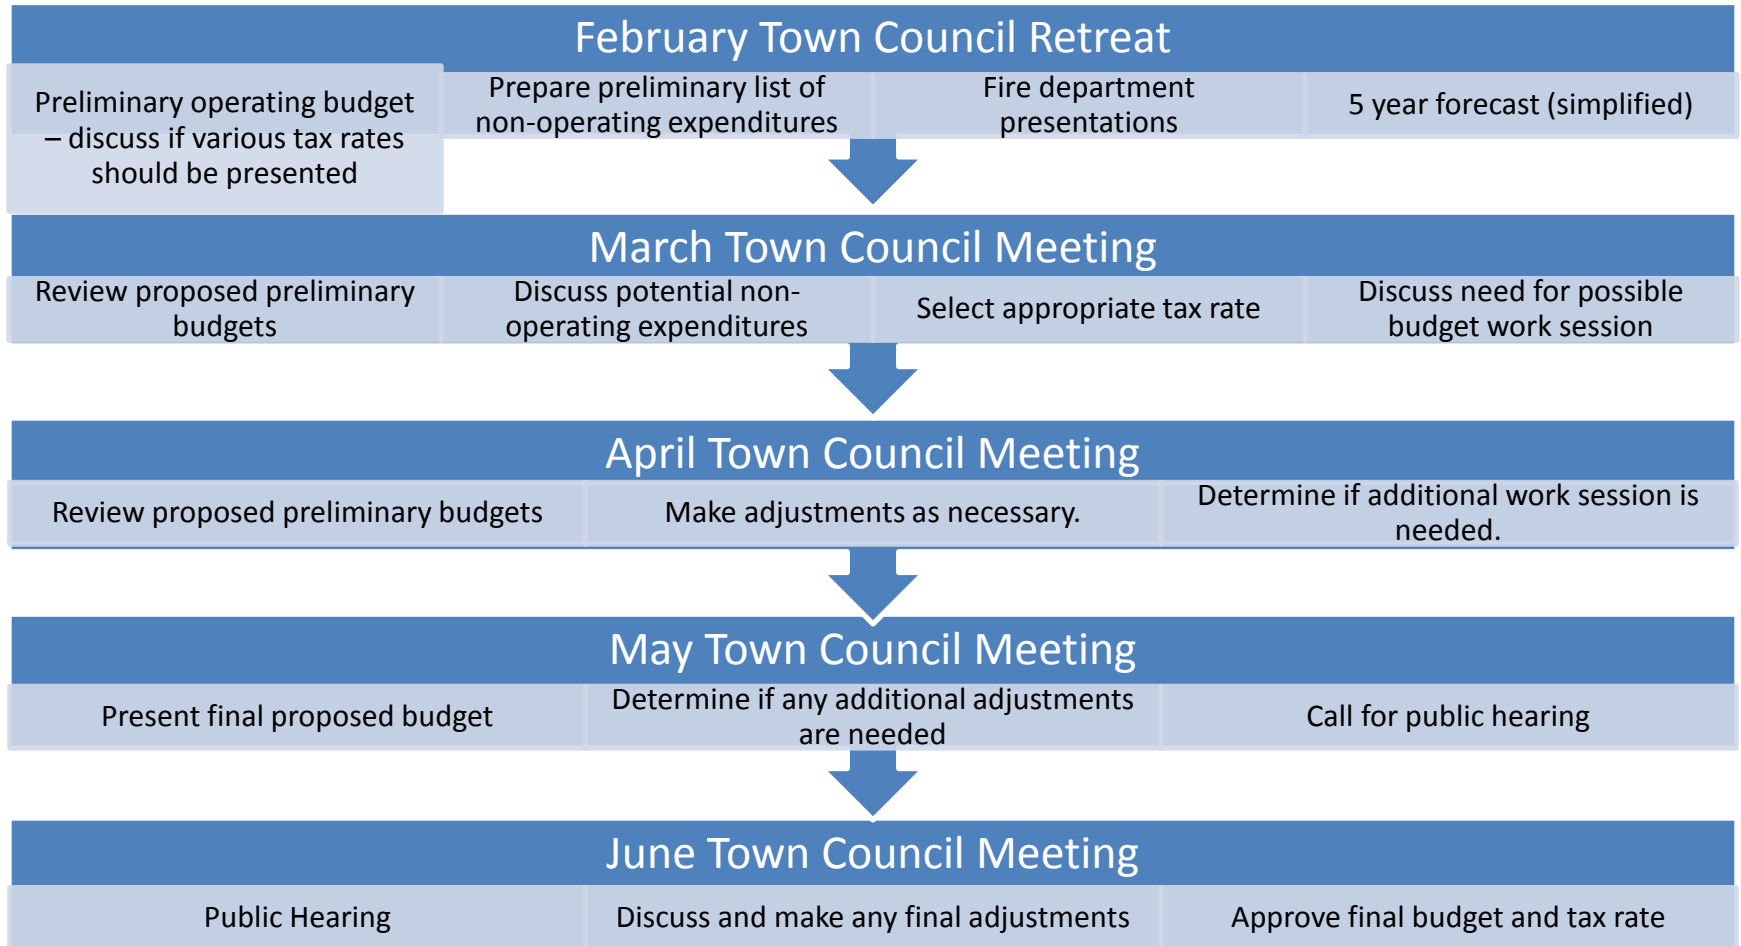 February Town Council Retreat
Preliminary operating budget
– discuss if various tax rates
should be presented
Prepare preliminary list of
non-operating expenditures
Fire department
presentations
5 year forecast (simplified)
March Town Council Meeting
Review proposed preliminary
budgets
Discuss potential non-
operating expenditures
Select appropriate tax rate
Discuss need for possible
budget work session
April Town Council Meeting
Review proposed preliminary budgets
Make adjustments as necessary.
Determine if additional work session is
needed.
May Town Council Meeting
Present final proposed budget
Determine if any additional adjustments
are needed
Call for public hearing
June Town Council Meeting
Public Hearing
Discuss and make any final adjustments
Approve final budget and tax rate